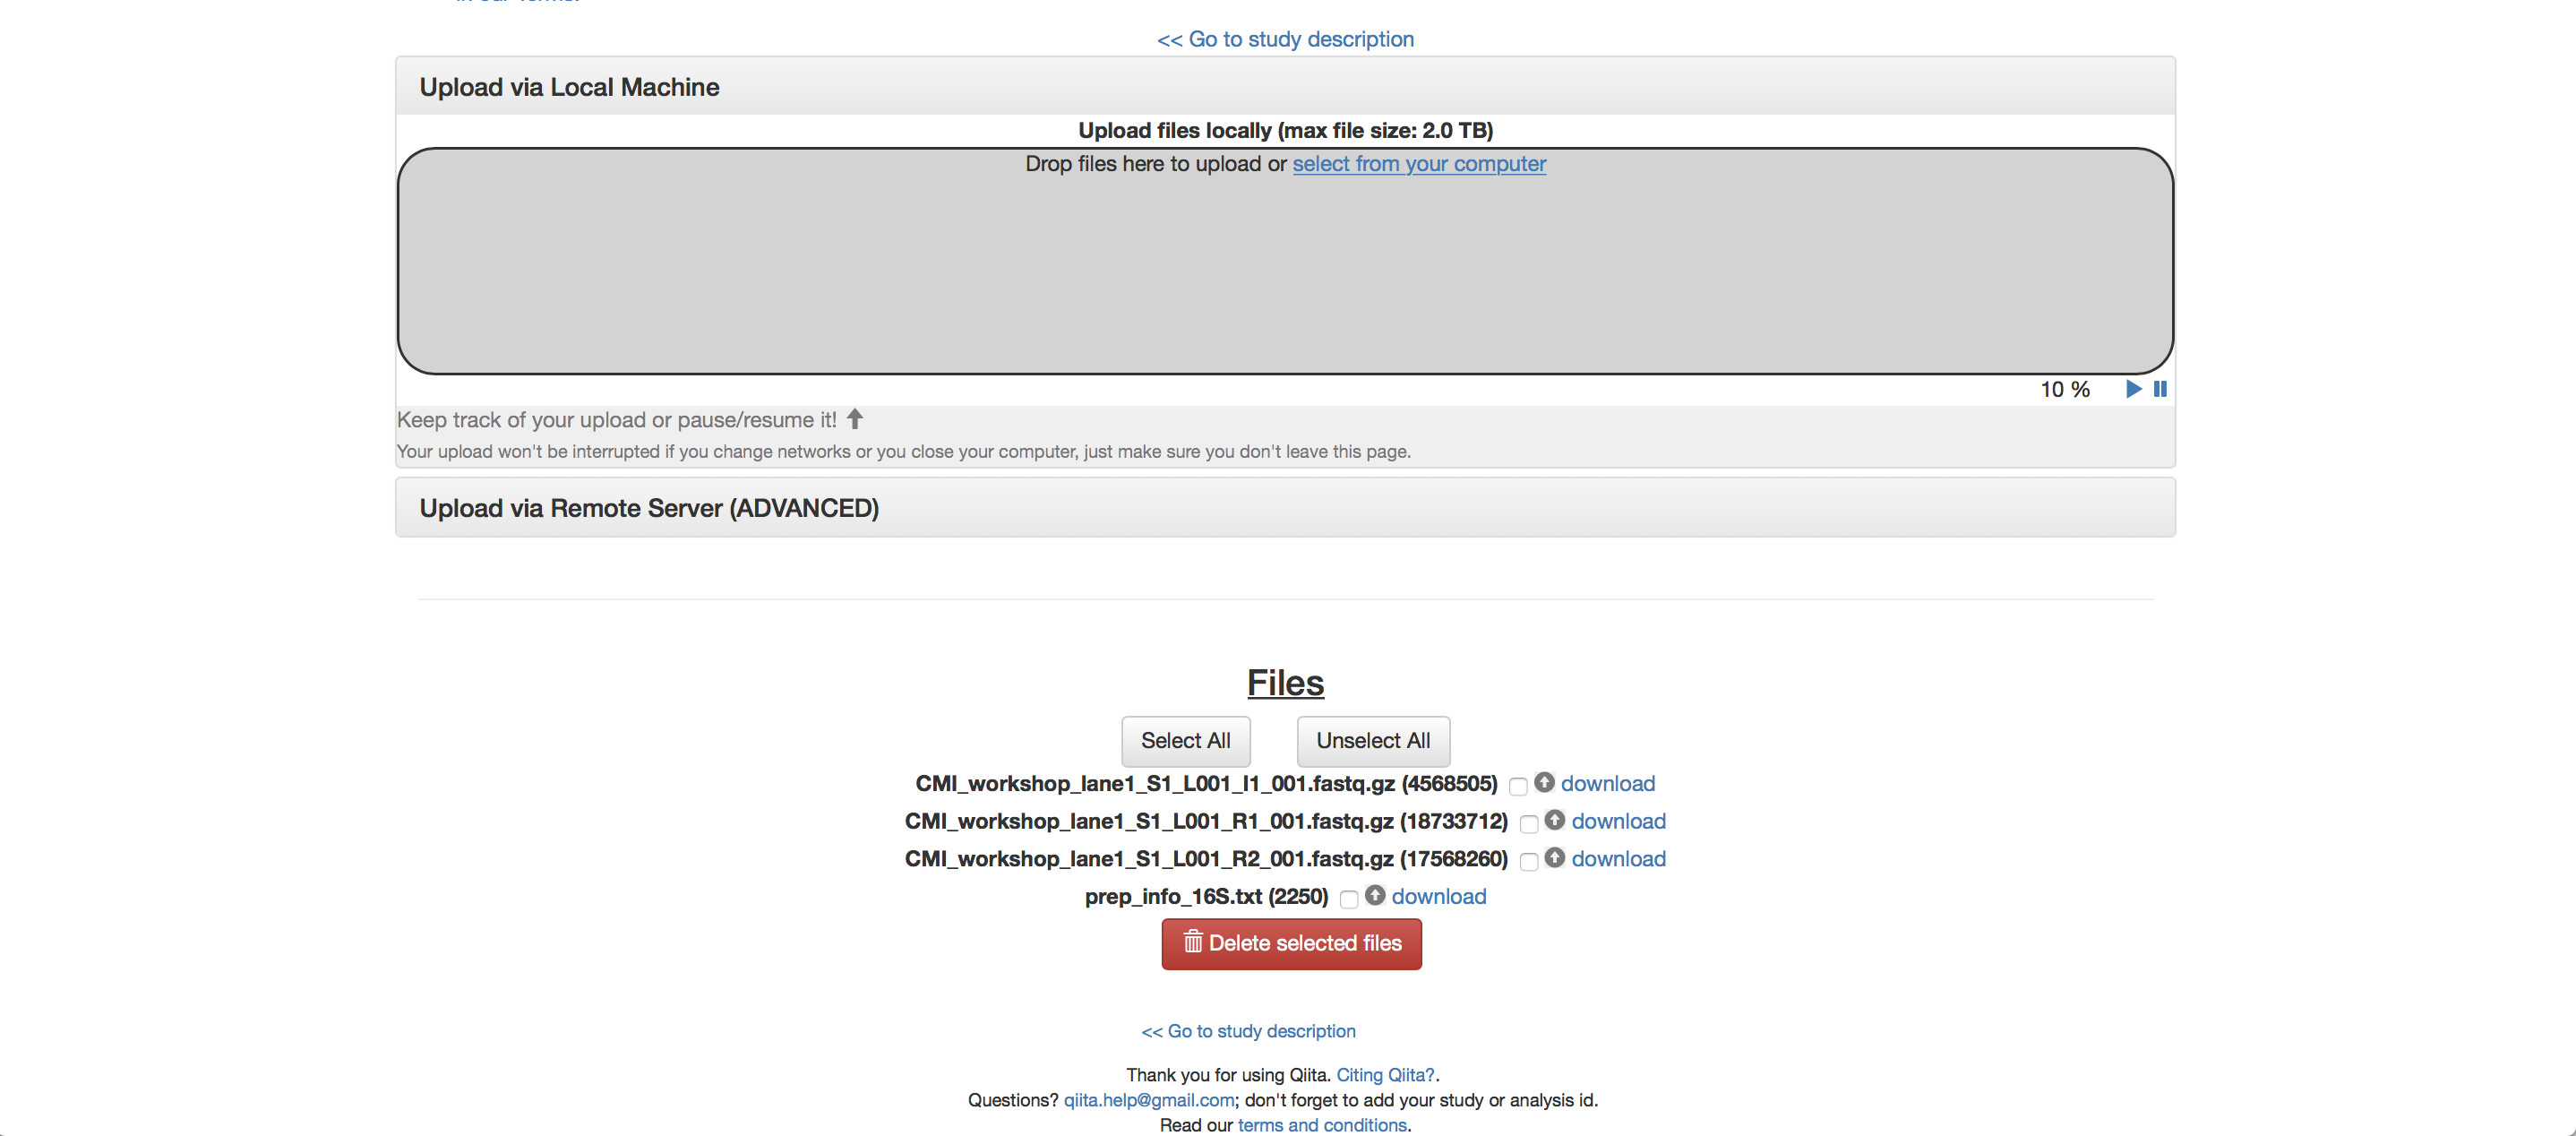 << Go to study description
Upload via Local Machine
Upload files locally (max file size: 2.0 TB)
Drop files here to upload or select from your computer
10 %
Keep track of your upload or pause/resume it!
Your upload won't be interrupted if you change networks or you close your computer, just make sure you don't leave this page.
Upload via Remote Server (ADVANCED)
Files
Select All Unselect All
CMI_workshop_lane1_S1_L001_I1_001.fastq.gz (4568505) download
CMI_workshop_lane1_S1_L001_R1_001.fastq.gz (18733712) download
CMI_workshop_lane1_S1_L001_R2_001.fastq.gz (17568260) download
prep_info_16S.txt (2250) download
Delete selected files
<< Go to study description
Thank you for using Qiita. Citing Qiita?.
Questions? qiita.help@gmail.com; don't forget to add your study or analysis id.
Read our terms and conditions.